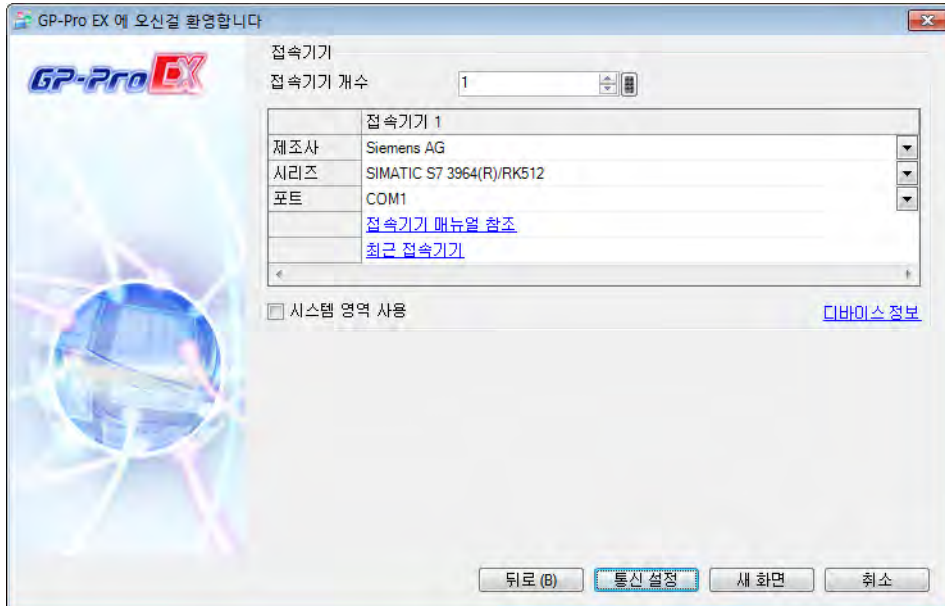 GP-Pro EX 에 오신걸 환영합니다
GP-Pro EX
접속기기
접속기기 개수 1
접속기기 1
제조사 Siemens AG
시리즈 SIMATIC S7 3964(R)/RK512
포트 COM1
접속기기 매뉴얼 참조
최근 접속기기
시스템 영역 사용 디바이스 정보
뒤로 (B) 통신 설정 새 화면 취소